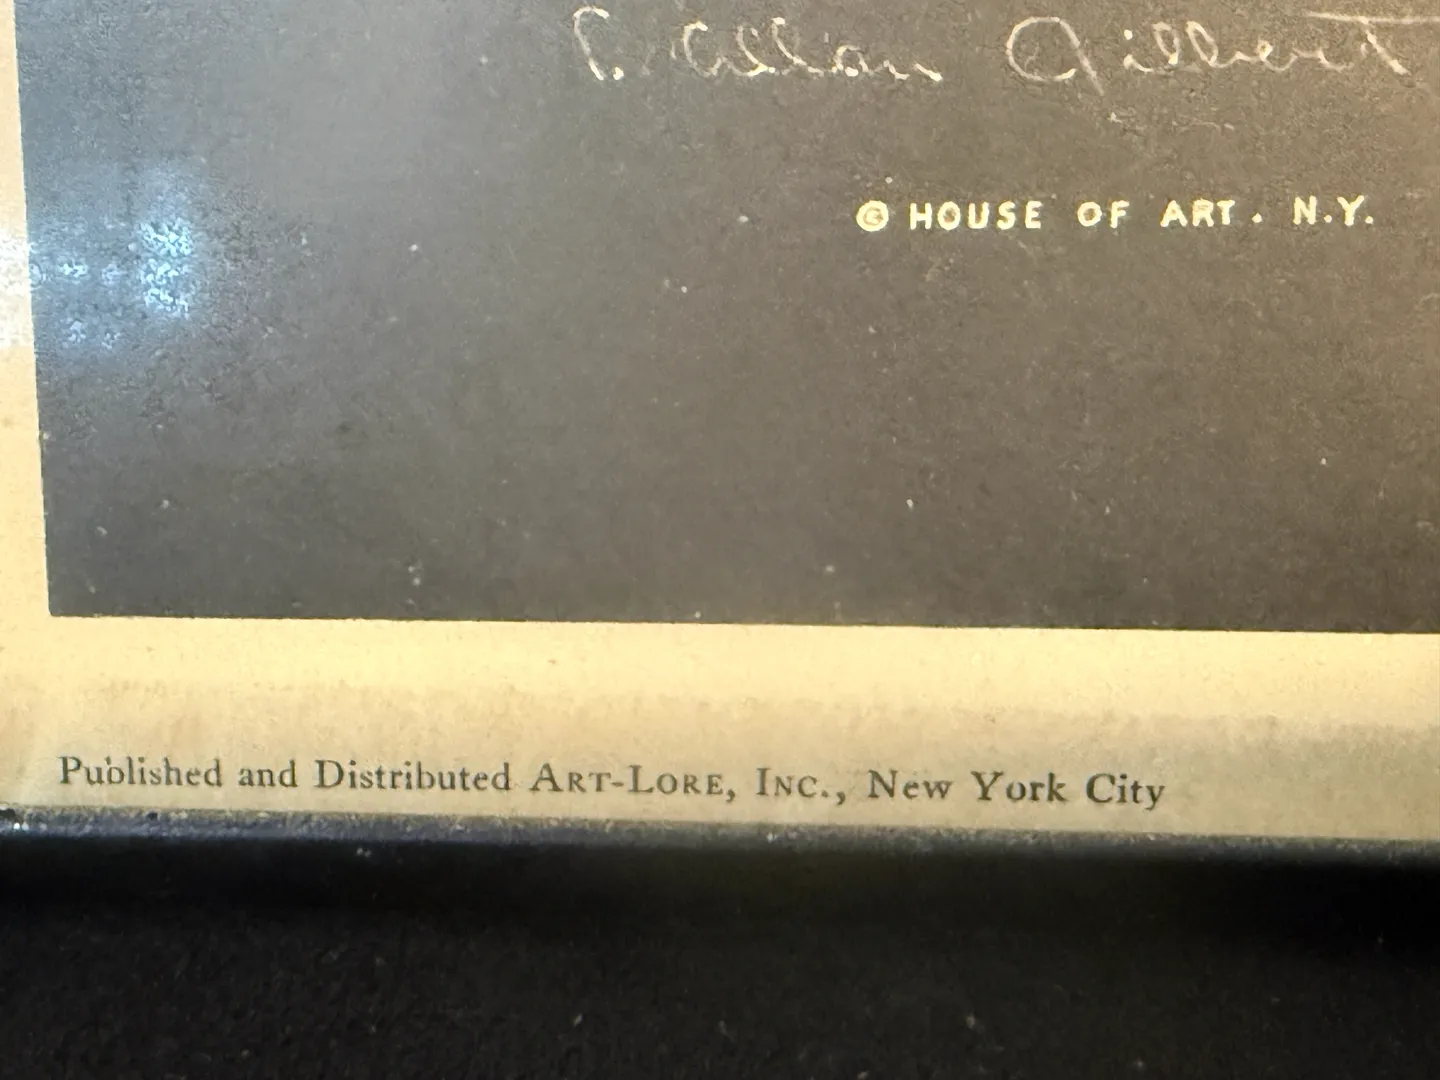 C. Allan Gilbert
© HOUSE OF ART. N.Y.
Published and Distributed ART-LORE, INC., New York City